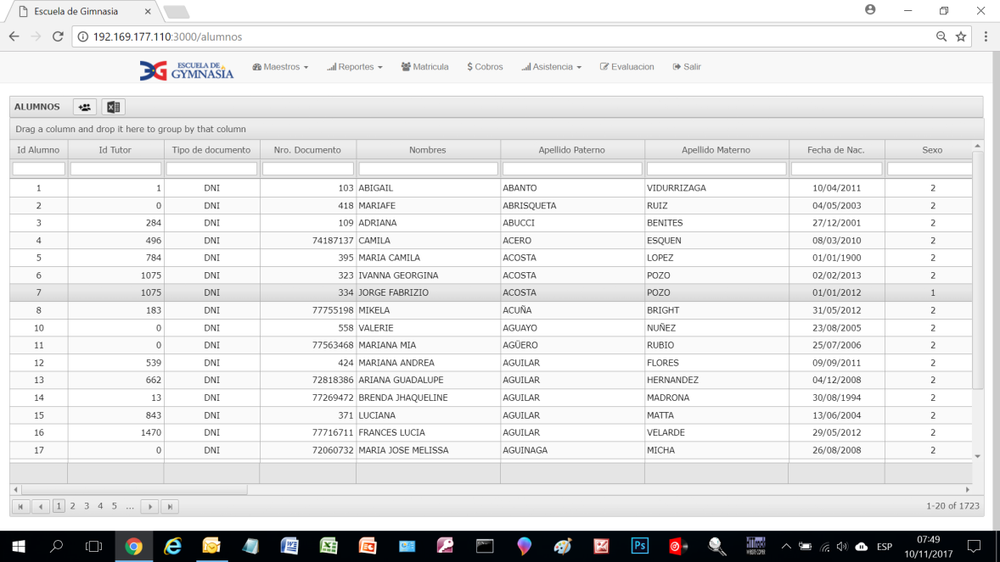 Escuela de Gimnasia
192.169.177.110:3000/alumnos
ESCUELA DE
GYMNASIA
Maestros Reportes Matricula $ Cobros Asistencia Evaluacion Salir
ALUMNOS
Drag a column and drop it here to group by that column
Id Alumno Id Tutor Tipo de documento Nro. Documento Nombres Apellido Paterno Apellido Materno Fecha de Nac. Sexo
1 1 DNI 103 ABIGAIL ABANTO VIDURRIZAGA 10/04/2011 2
2 0 DNI 418 MARIAFE ABRISQUETA RUIZ 04/05/2003 2
3 284 DNI 109 ADRIANA ABUCCI BENITES 27/12/2001 2
4 496 DNI 74187137 CAMILA ACERO ESQUEN 08/03/2010 2
5 784 DNI 395 MARIA CAMILA ACOSTA LOPEZ 01/01/1900 2
6 1075 DNI 323 IVANNA GEORGINA ACOSTA POZO 02/02/2013 2
7 1075 DNI 334 JORGE FABRIZIO ACOSTA POZO 01/01/2012 1
8 183 DNI 77755198 MIKELA ACUÑA BRIGHT 31/05/2012 2
10 0 DNI 558 VALERIE AGUAYO NUÑEZ 23/08/2005 2
11 0 DNI 77563468 MARIANA MIA AGÜERO RUBIO 25/07/2006 2
12 539 DNI 424 MARIANA ANDREA AGUILAR FLORES 09/09/2011 2
13 662 DNI 72818386 ARIANA GUADALUPE AGUILAR HERNANDEZ 04/12/2008 2
14 13 DNI 77269472 BRENDA JHAQUELINE AGUILAR MADRONA 30/08/1994 2
15 843 DNI 371 LUCIANA AGUILAR MATTA 13/06/2004 2
16 1470 DNI 77716711 FRANCES LUCIA AGUILAR VELARDE 29/05/2012 2
17 0 DNI 72060732 MARIA JOSE MELISSA AGUINAGA MICHA 26/08/2008 2
1 2 3 4 5 ... 1-20 of 1723
Ps ESP 07:49
10/11/2017